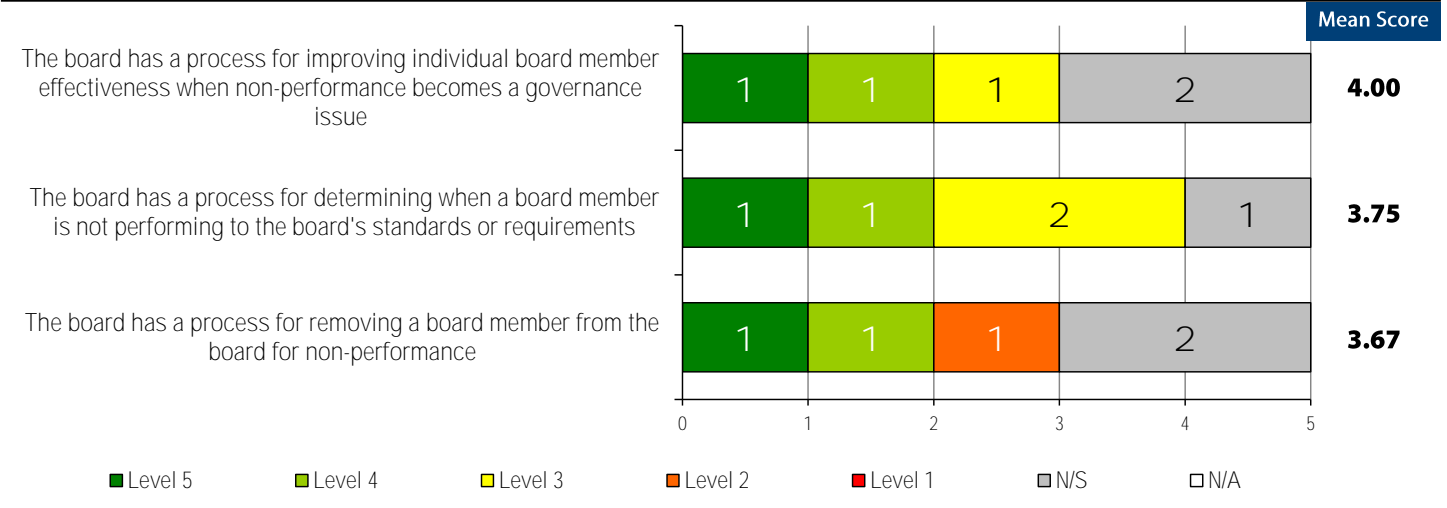 Mean Score
The board has a process for improving individual board member
effectiveness when non-performance becomes a governance
issue
1 1 1 2 4.00
The board has a process for determining when a board member
is not performing to the board's standards or requirements
1 1 2 1 3.75
The board has a process for removing a board member from the
board for non-performance
1 1 1 2 3.67
0 1 2 3 4 5
Level 5 Level 4 Level 3 Level 2 Level 1 N/S N/A